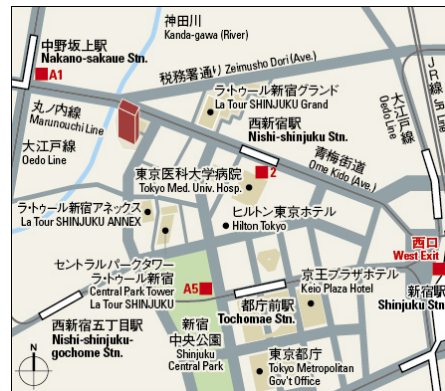 神田川
Kanda-gawa (River)
中野坂上駅
Nakano-sakaue Stn.
A1
税務署通り Zeimusho Dori (Ave.)
丸ノ内線
Marunouchi Line
ラ・トゥール新宿グランド
La Tour SHINJUKU Grand
大江戸線
Oedo Line
JR線
JR Line
大江戸線
Oedo Line
西新宿駅
Nishi-shinjuku Stn.
青梅街道
Ome Kido (Ave.)
東京医科大学病院
Tokyo Med. Univ. Hosp.
2
ラ・トゥール新宿アネックス
La Tour SHINJUKU ANNEX
ヒルトン東京ホテル
Hilton Tokyo
西口
West Exit
セントラルパークタワー
ラ・トゥール新宿
Central Park Tower
La Tour SHINJUKU
A5
京王プラザホテル
Keio Plaza Hotel
新宿駅
Shinjuku Stn.
都庁前駅
Tochomae Stn.
西新宿五丁目駅
Nishi-shinjuku-
gochome Stn.
新宿
中央公園
Shinjuku
Central Park
東京都庁
Tokyo Metropolitan
Gov't Office
N